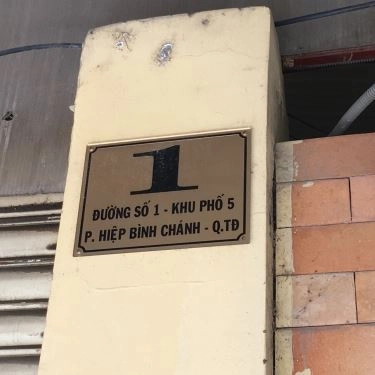 1
ĐƯỜNG SỐ 1 - KHU PHỐ 5
P. HIỆP BÌNH CHÁNH - Q.TĐ